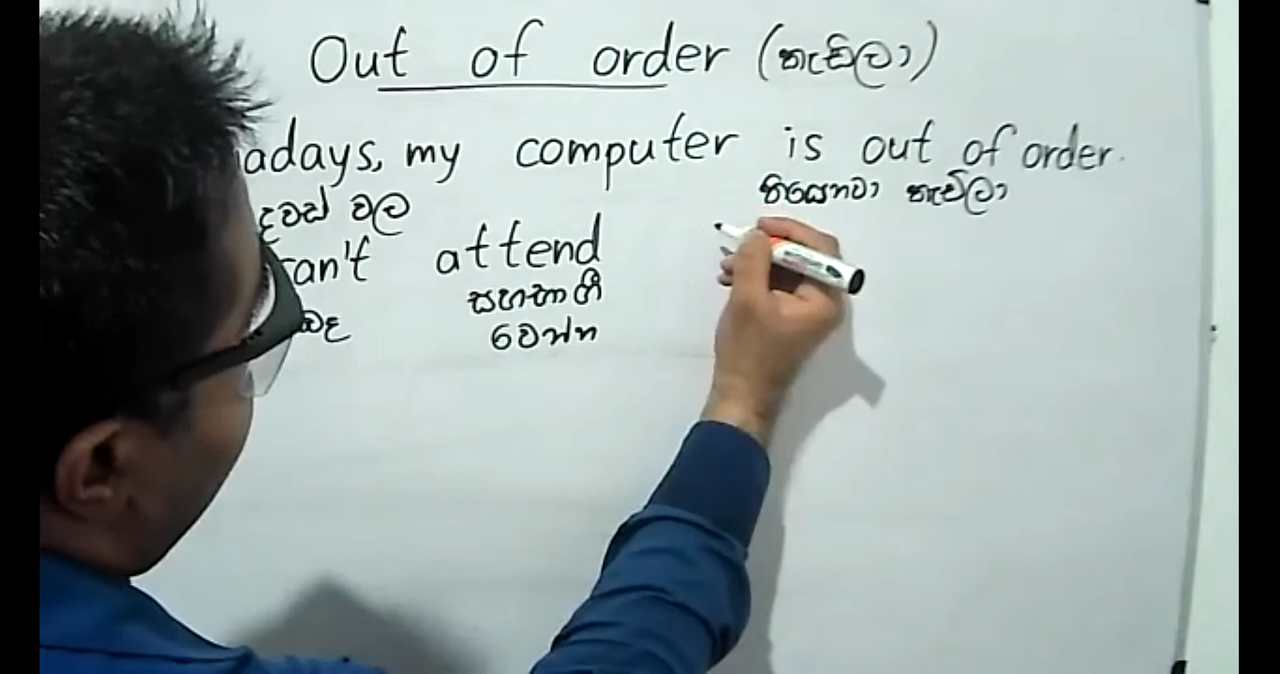 Out of order (කැඩිලා)
adays, my computer is out of order.
දවස් වල තියෙනවා කැඩිලා
can't attend
සහභාගී
වෙන්න